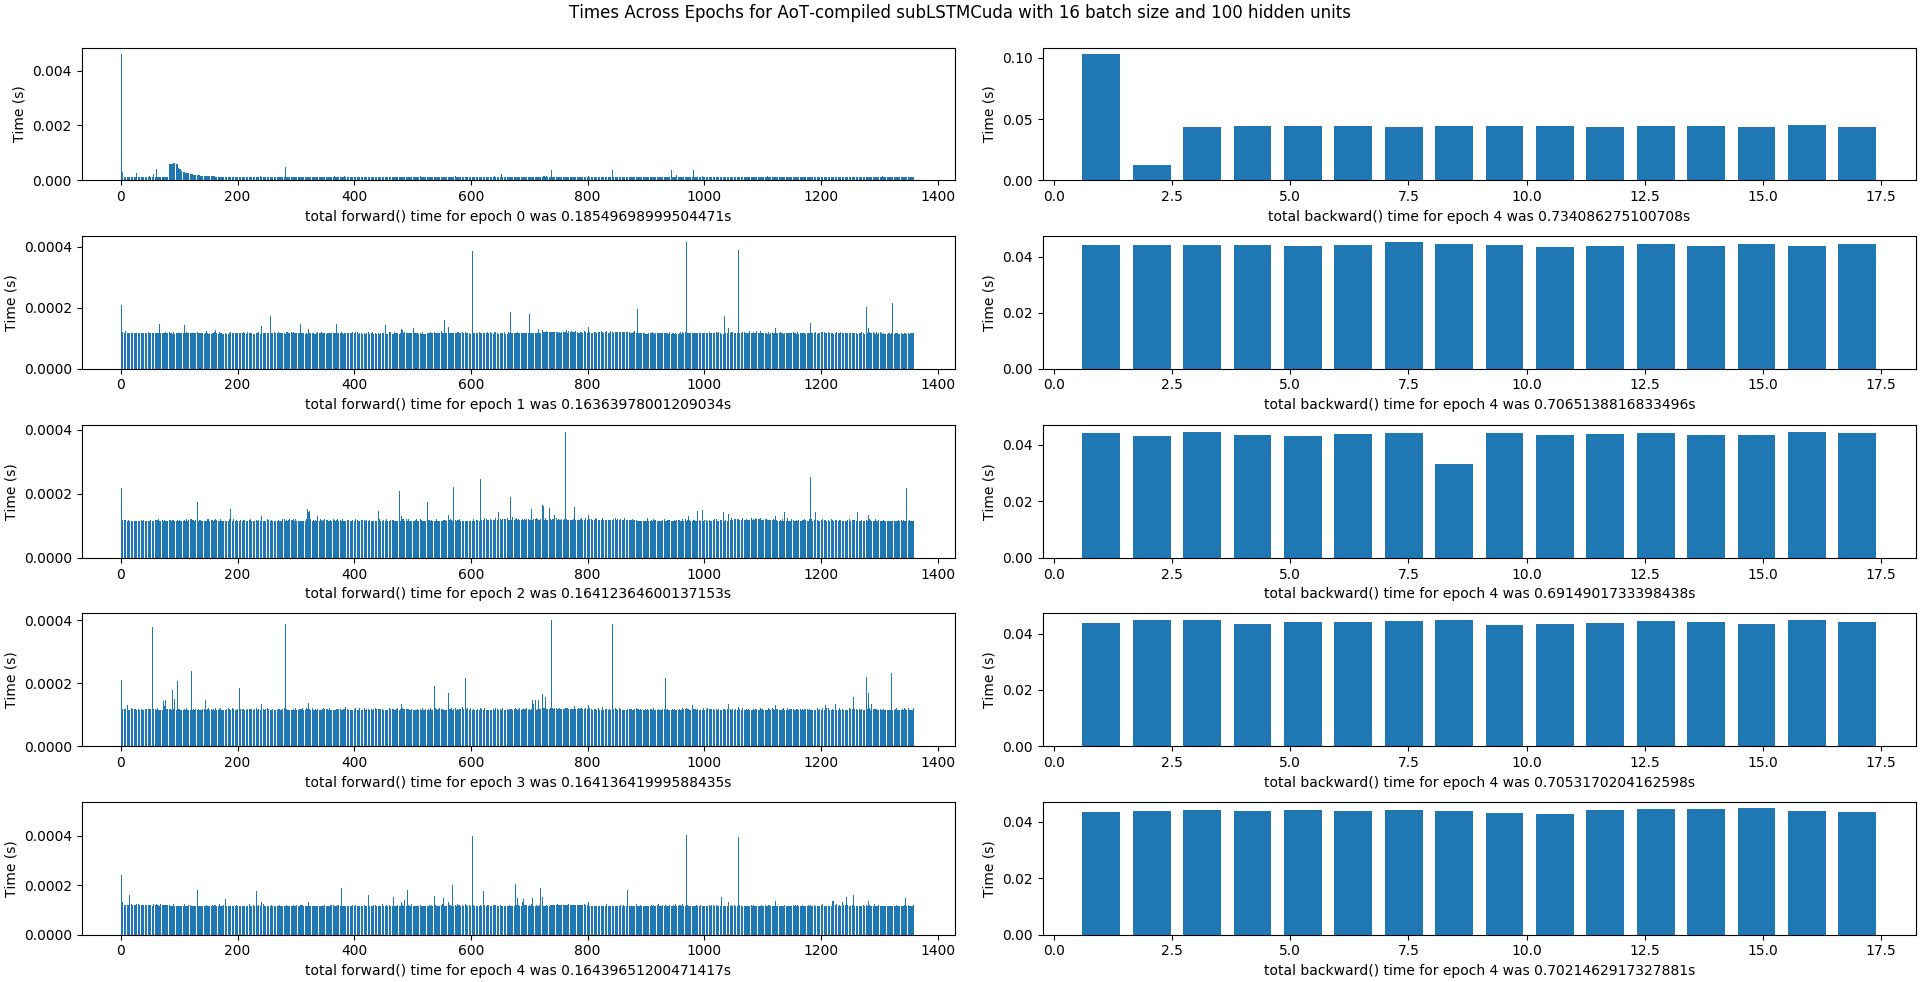 Times Across Epochs for AoT-compiled subLSTMCuda with 16 batch size and 100 hidden units
Time (s)
0.004
0.002
0.000
0 200 400 600 800 1000 1200 1400
total forward() time for epoch 0 was 0.18549698999504471s
Time (s)
0.10
0.05
0.00
0.0 2.5 5.0 7.5 10.0 12.5 15.0 17.5
total backward() time for epoch 4 was 0.734086275100708s
Time (s)
0.0004
0.0002
0.0000
0 200 400 600 800 1000 1200 1400
total forward() time for epoch 1 was 0.16363978001209034s
Time (s)
0.04
0.02
0.00
0.0 2.5 5.0 7.5 10.0 12.5 15.0 17.5
total backward() time for epoch 4 was 0.7065138816833496s
Time (s)
0.0004
0.0002
0.0000
0 200 400 600 800 1000 1200 1400
total forward() time for epoch 2 was 0.16412364600137153s
Time (s)
0.04
0.02
0.00
0.0 2.5 5.0 7.5 10.0 12.5 15.0 17.5
total backward() time for epoch 4 was 0.6914901733398438s
Time (s)
0.0004
0.0002
0.0000
0 200 400 600 800 1000 1200 1400
total forward() time for epoch 3 was 0.16413641999588435s
Time (s)
0.04
0.02
0.00
0.0 2.5 5.0 7.5 10.0 12.5 15.0 17.5
total backward() time for epoch 4 was 0.7053170204162598s
Time (s)
0.0004
0.0002
0.0000
0 200 400 600 800 1000 1200 1400
total forward() time for epoch 4 was 0.16439651200471417s
Time (s)
0.04
0.02
0.00
0.0 2.5 5.0 7.5 10.0 12.5 15.0 17.5
total backward() time for epoch 4 was 0.7021462917327881s